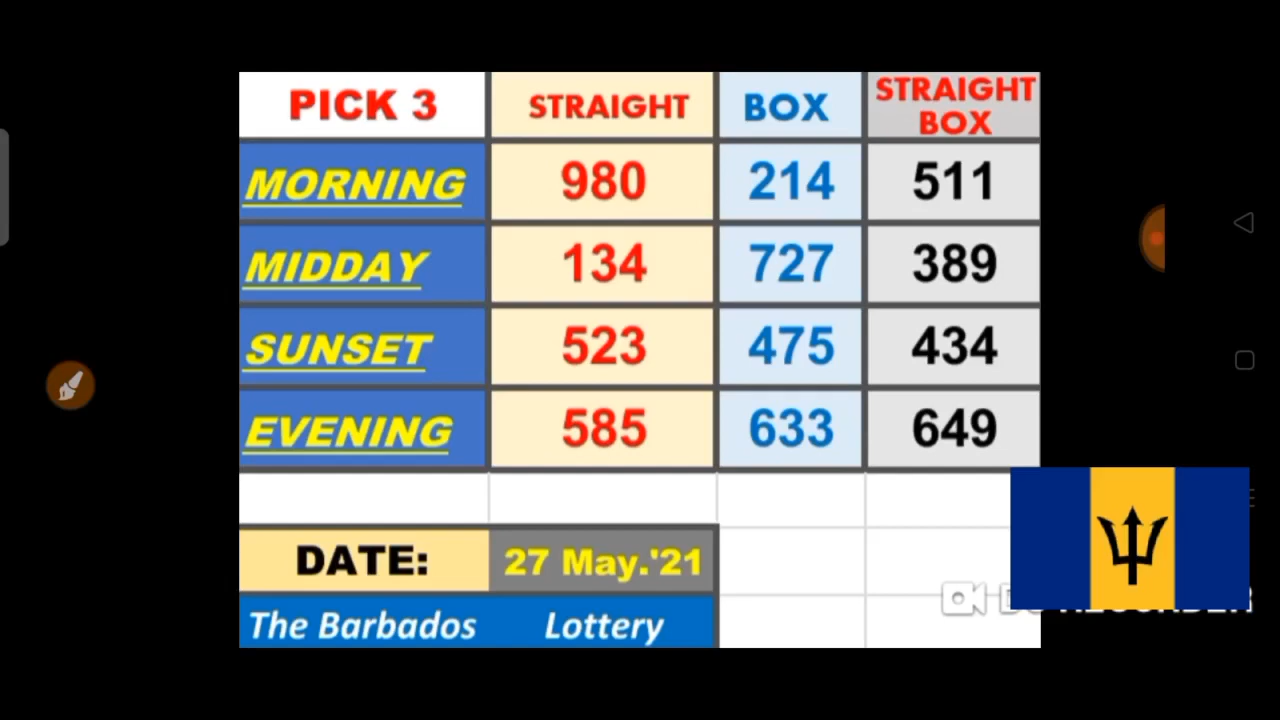 PICK 3 STRAIGHT BOX STRAIGHT BOX
MORNING 980 214 511
MIDDAY 134 727 389
SUNSET 523 475 434
EVENING 585 633 649
DATE: 27 May.'21
The Barbados Lottery